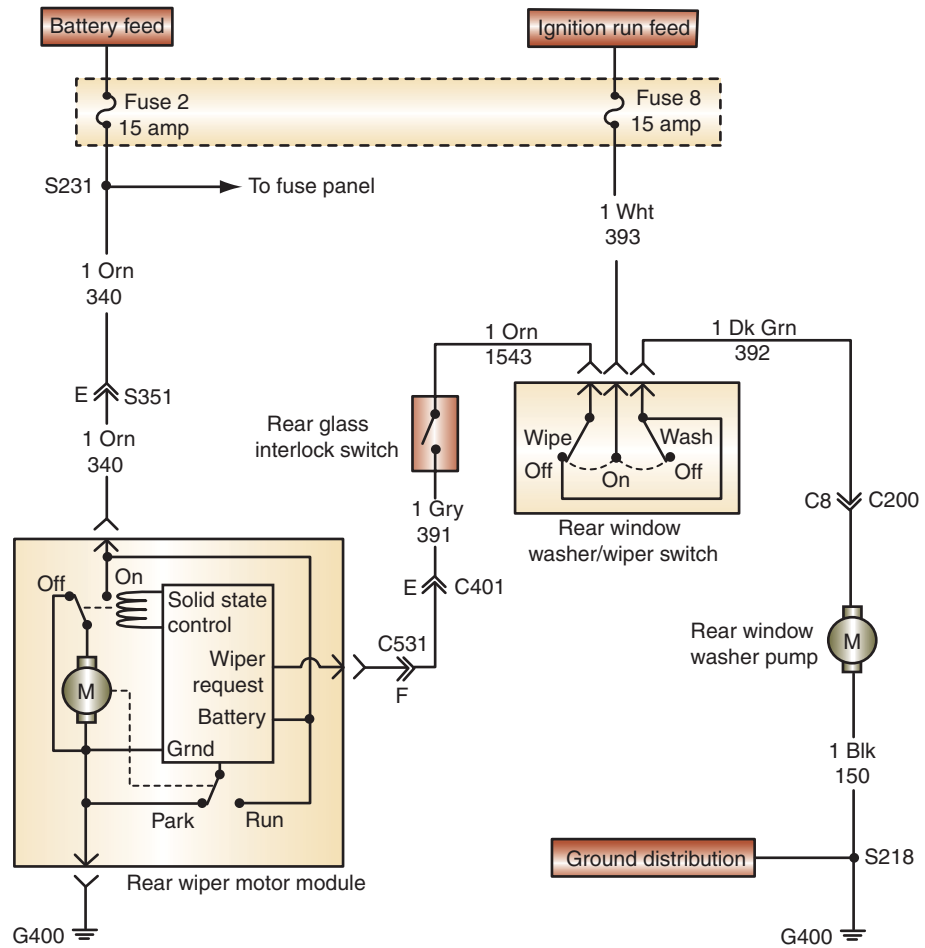 Battery feed
Ignition run feed
Fuse 2
15 amp
Fuse 8
15 amp
S231
To fuse panel
1 Wht
393
1 Orn
340
1 Orn
1543
1 Dk Grn
392
E
S351
Rear glass
interlock switch
1 Orn
340
Wipe
Off
On
Wash
Off
1 Gry
391
Rear window
washer/wiper switch
C8
C200
E
C401
Off
On
Solid state
control
Wiper
request
Battery
Grnd
M
C531
F
Rear window
washer pump
M
Park
Run
1 Blk
150
Rear wiper motor module
Ground distribution
S218
G400
G400